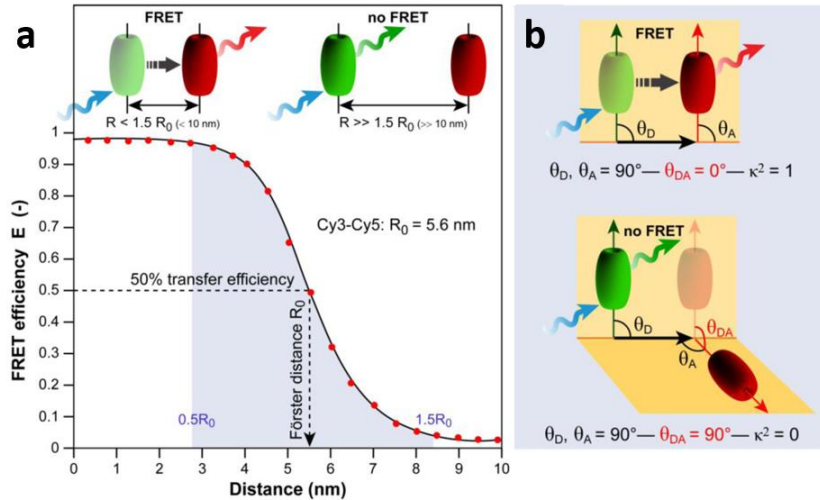 a
FRET
no FRET
R < 1.5 R₀ (< 10 nm)
R >> 1.5 R₀ (>> 10 nm)
1
0.9
0.8
0.7
0.6
0.5
0.4
0.3
0.2
0.1
0
FRET efficiency E (-)
Cy3-Cy5: R₀ = 5.6 nm
50% transfer efficiency
Förster distance R₀
0.5R₀
1.5R₀
0 1 2 3 4 5 6 7 8 9 10
Distance (nm)
b
FRET
θD
θA
θD, θA = 90°— θDA = 0°— κ² = 1
no FRET
θD
θDA
θA
θD, θA = 90°— θDA = 90°— κ² = 0